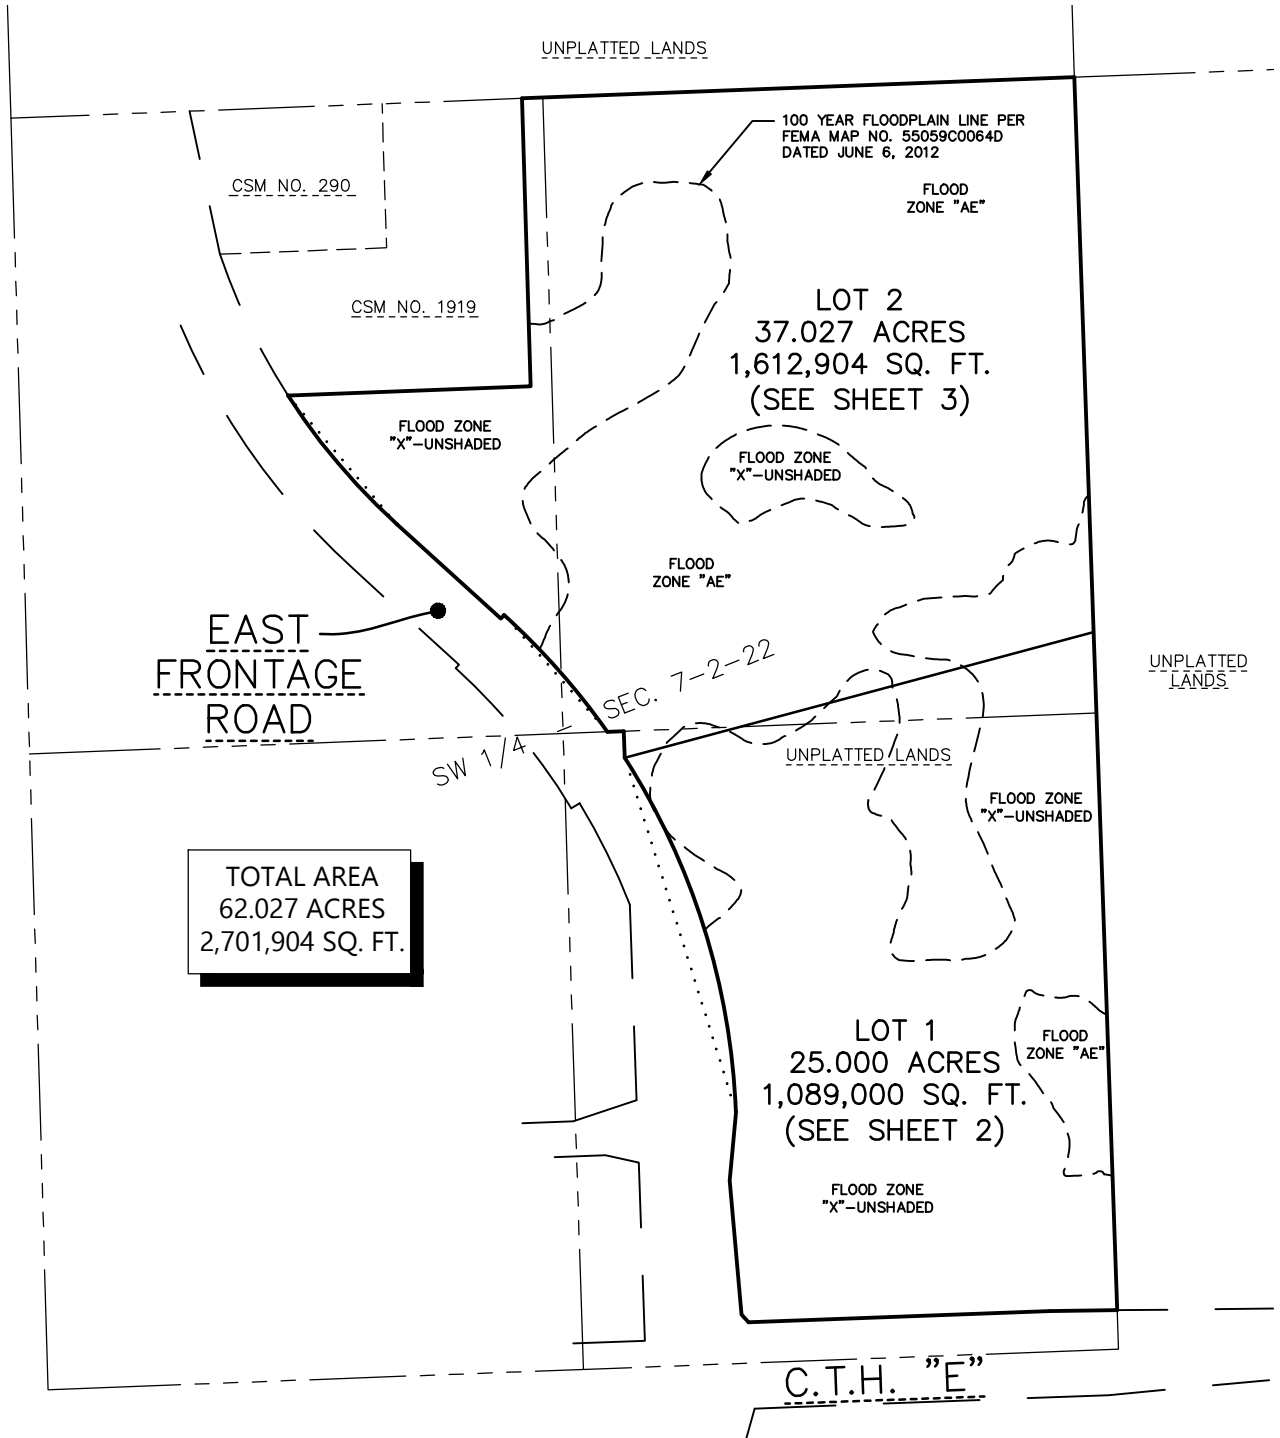 UNPLATTED LANDS
100 YEAR FLOODPLAIN LINE PER
FEMA MAP NO. 55059C0064D
DATED JUNE 6, 2012
CSM NO. 290
FLOOD
ZONE "AE"
CSM NO. 1919
LOT 2
37.027 ACRES
1,612,904 SQ. FT.
(SEE SHEET 3)
FLOOD ZONE
"X"-UNSHADED
FLOOD ZONE
"X"-UNSHADED
FLOOD
ZONE "AE"
EAST
FRONTAGE
ROAD
SW 1/4 SEC. 7-2-22
UNPLATTED
LANDS
UNPLATTED LANDS
FLOOD ZONE
"X"-UNSHADED
TOTAL AREA
62.027 ACRES
2,701,904 SQ. FT.
LOT 1
25.000 ACRES
1,089,000 SQ. FT.
(SEE SHEET 2)
FLOOD
ZONE "AE"
FLOOD ZONE
"X"-UNSHADED
C.T.H. "E"